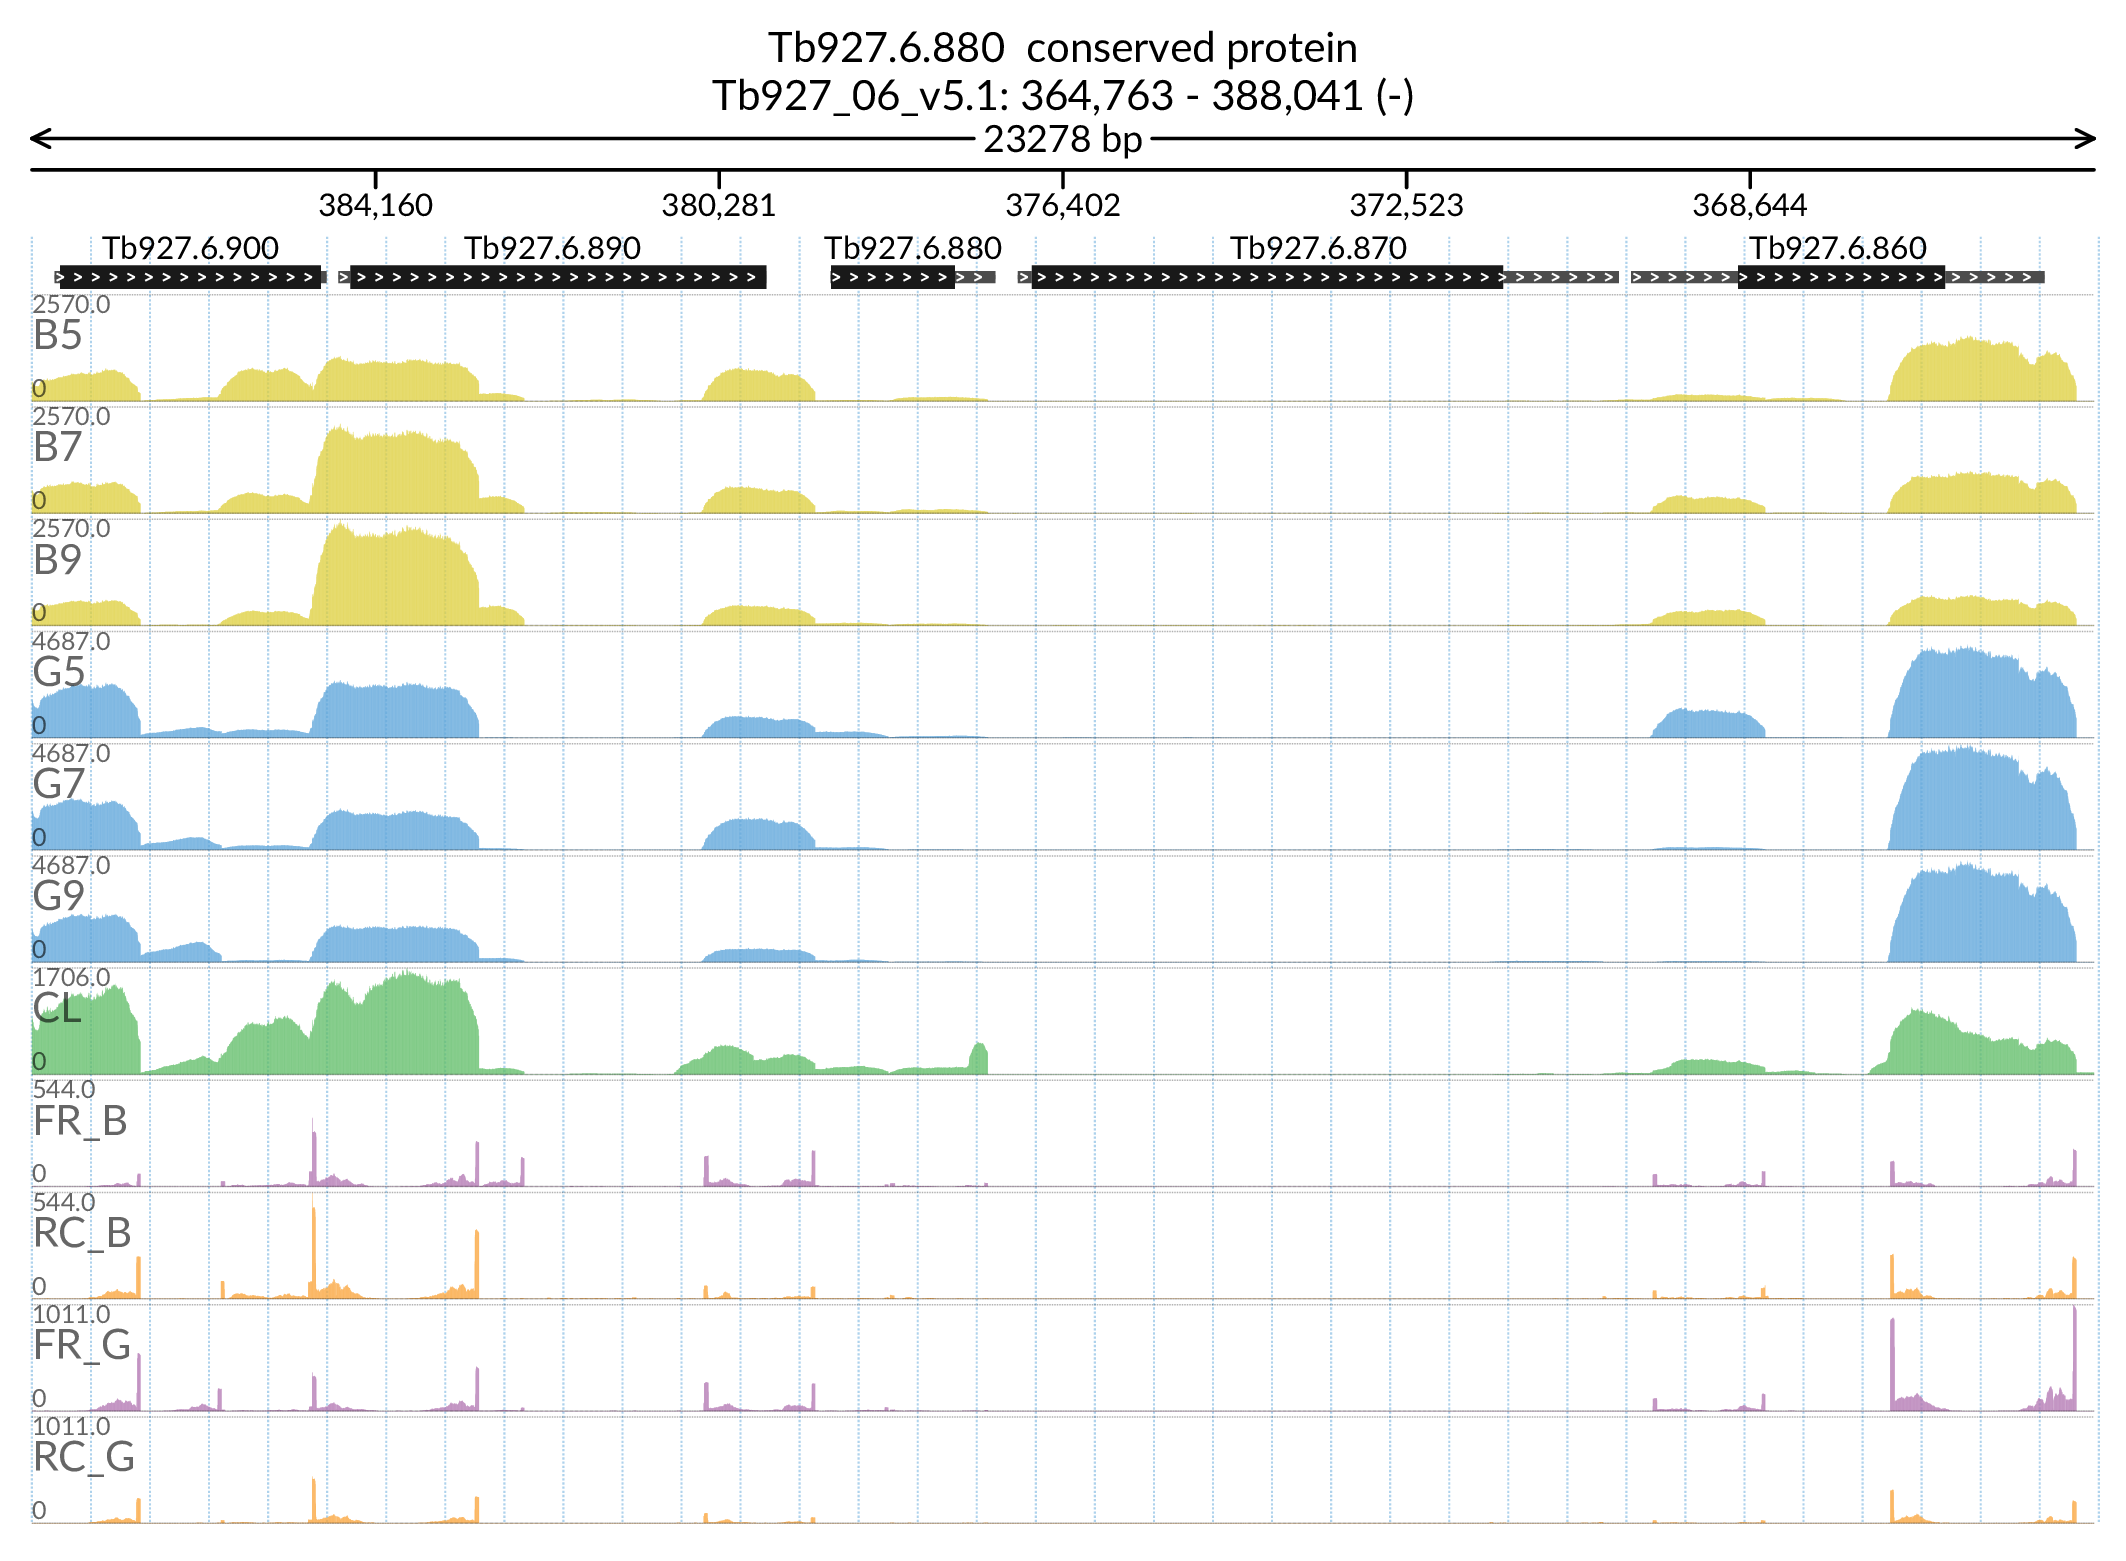 Tb927.6.880  conserved protein
Tb927_06_v5.1: 364,763 - 388,041 (-)
23278 bp
384,160 380,281 376,402 372,523 368,644
Tb927.6.900 Tb927.6.890 Tb927.6.880 Tb927.6.870 Tb927.6.860
2570.0
B5
0
2570.0
B7
0
2570.0
B9
0
4687.0
G5
0
4687.0
G7
0
4687.0
G9
0
1706.0
CL
0
544.0
FR_B
0
544.0
RC_B
0
1011.0
FR_G
0
1011.0
RC_G
0